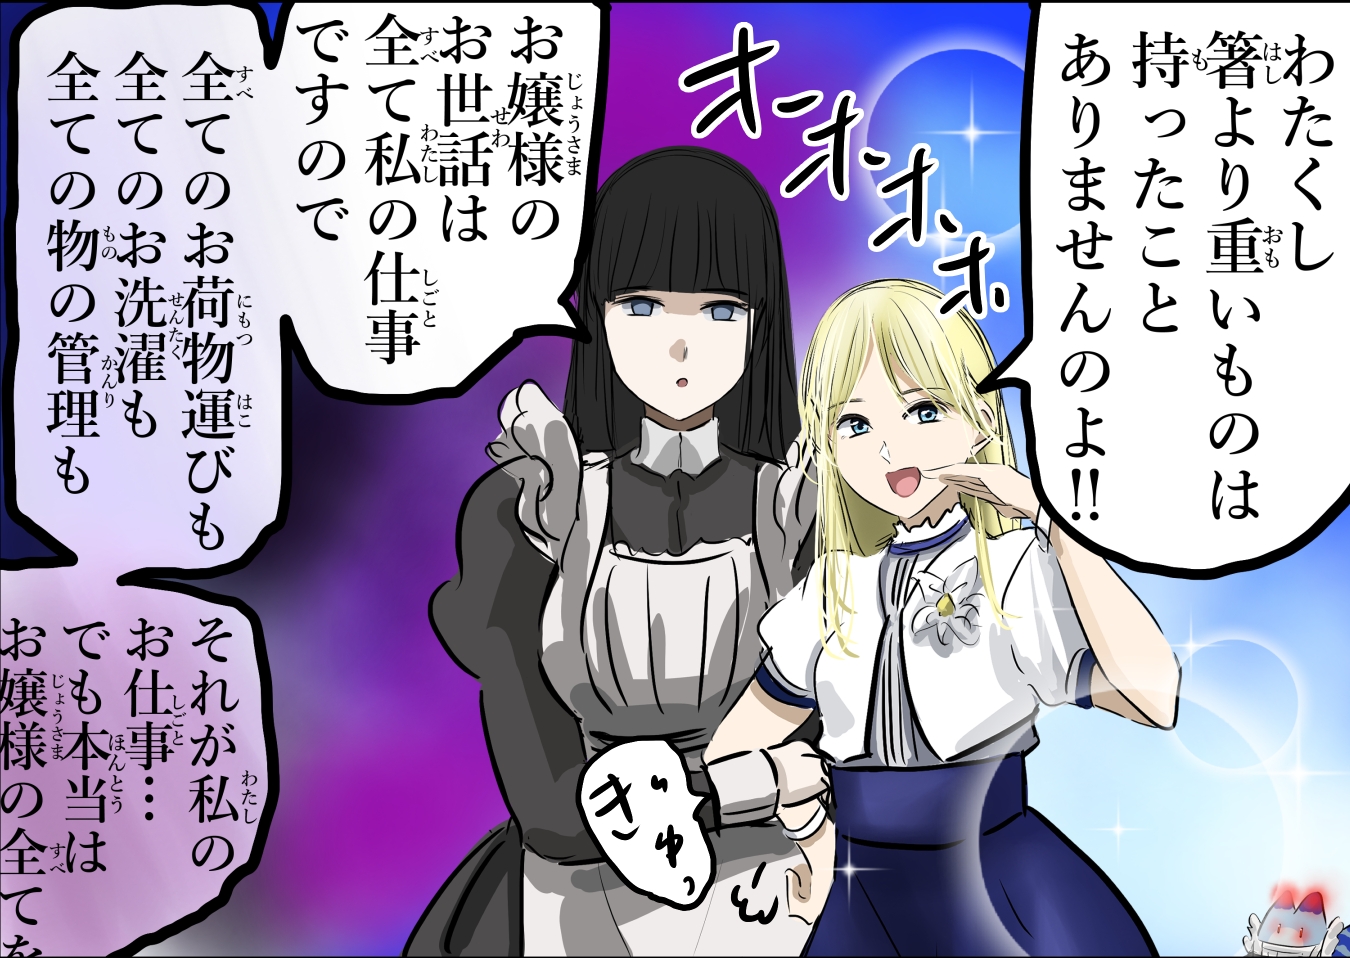 わたくし
箸より重いものは
持ったこと
ありませんのよ!!
オーホホホ
お嬢様の
お世話は
全て私の仕事
ですので
全てのお荷物運びも
全てのお洗濯も
全ての物の管理も
それが私の
お仕事…
でも本当は
お嬢様の全てを
ぎゅっ